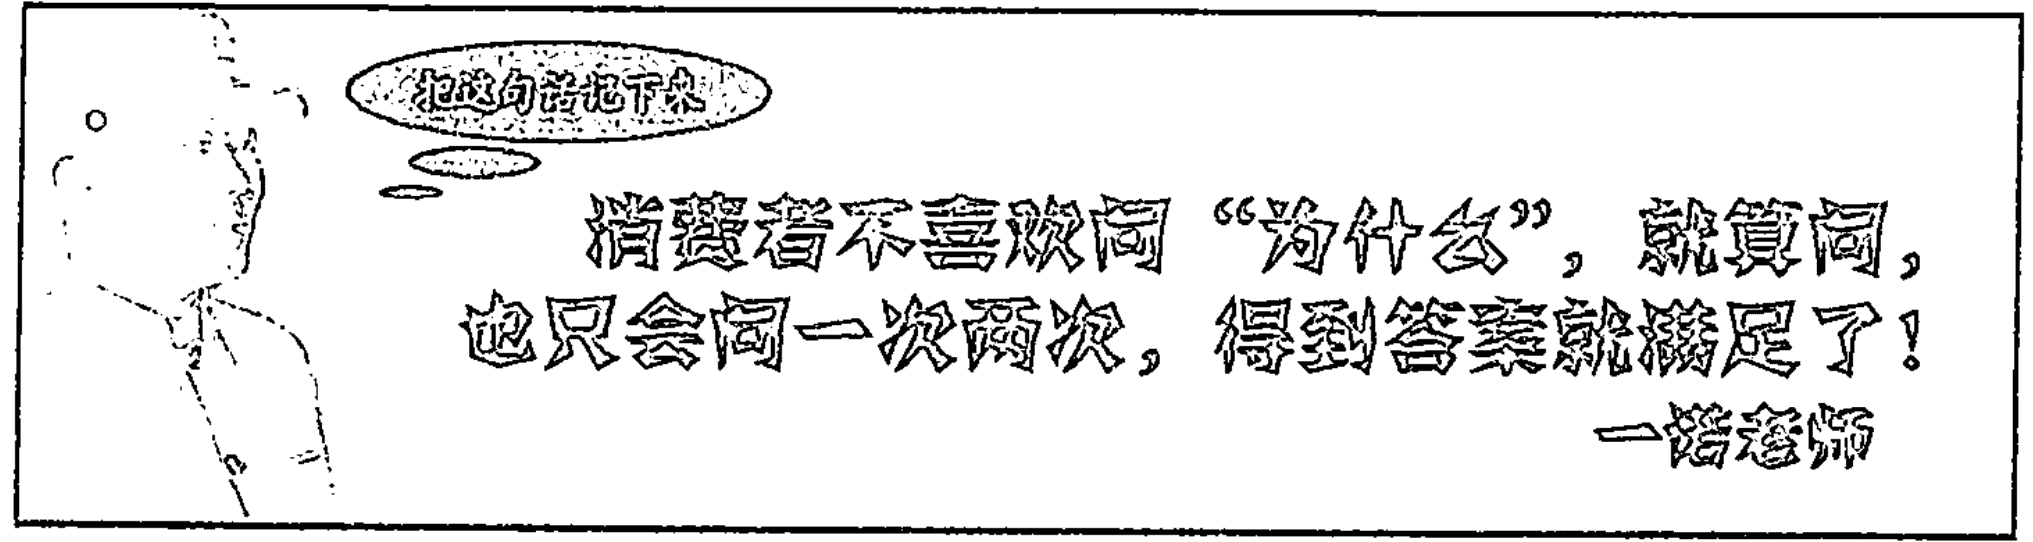 把这句话记下来
消费者不喜欢问“为什么”，就算问，
也只会问一次两次，得到答案就满足了！
一诺老师